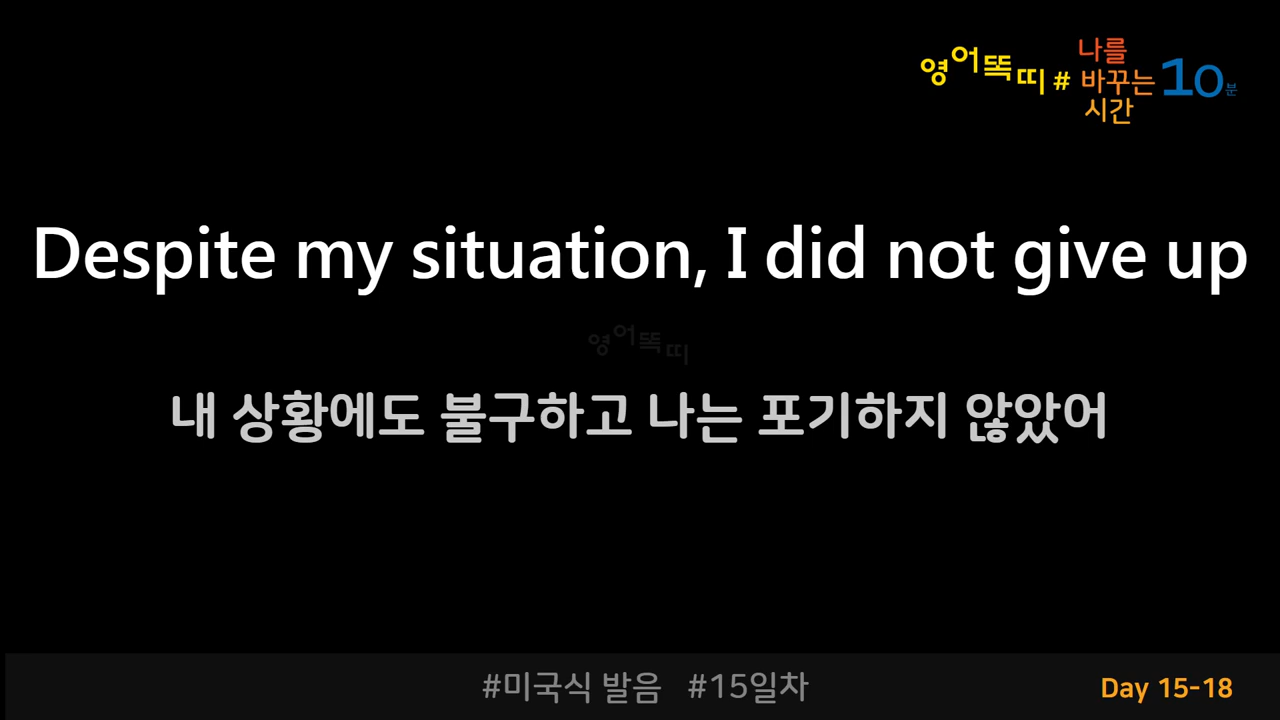 영어똑띠 # 나를 바꾸는 시간 10분
Despite my situation, I did not give up
영어똑띠
내 상황에도 불구하고 나는 포기하지 않았어
#미국식 발음 #15일차
Day 15-18